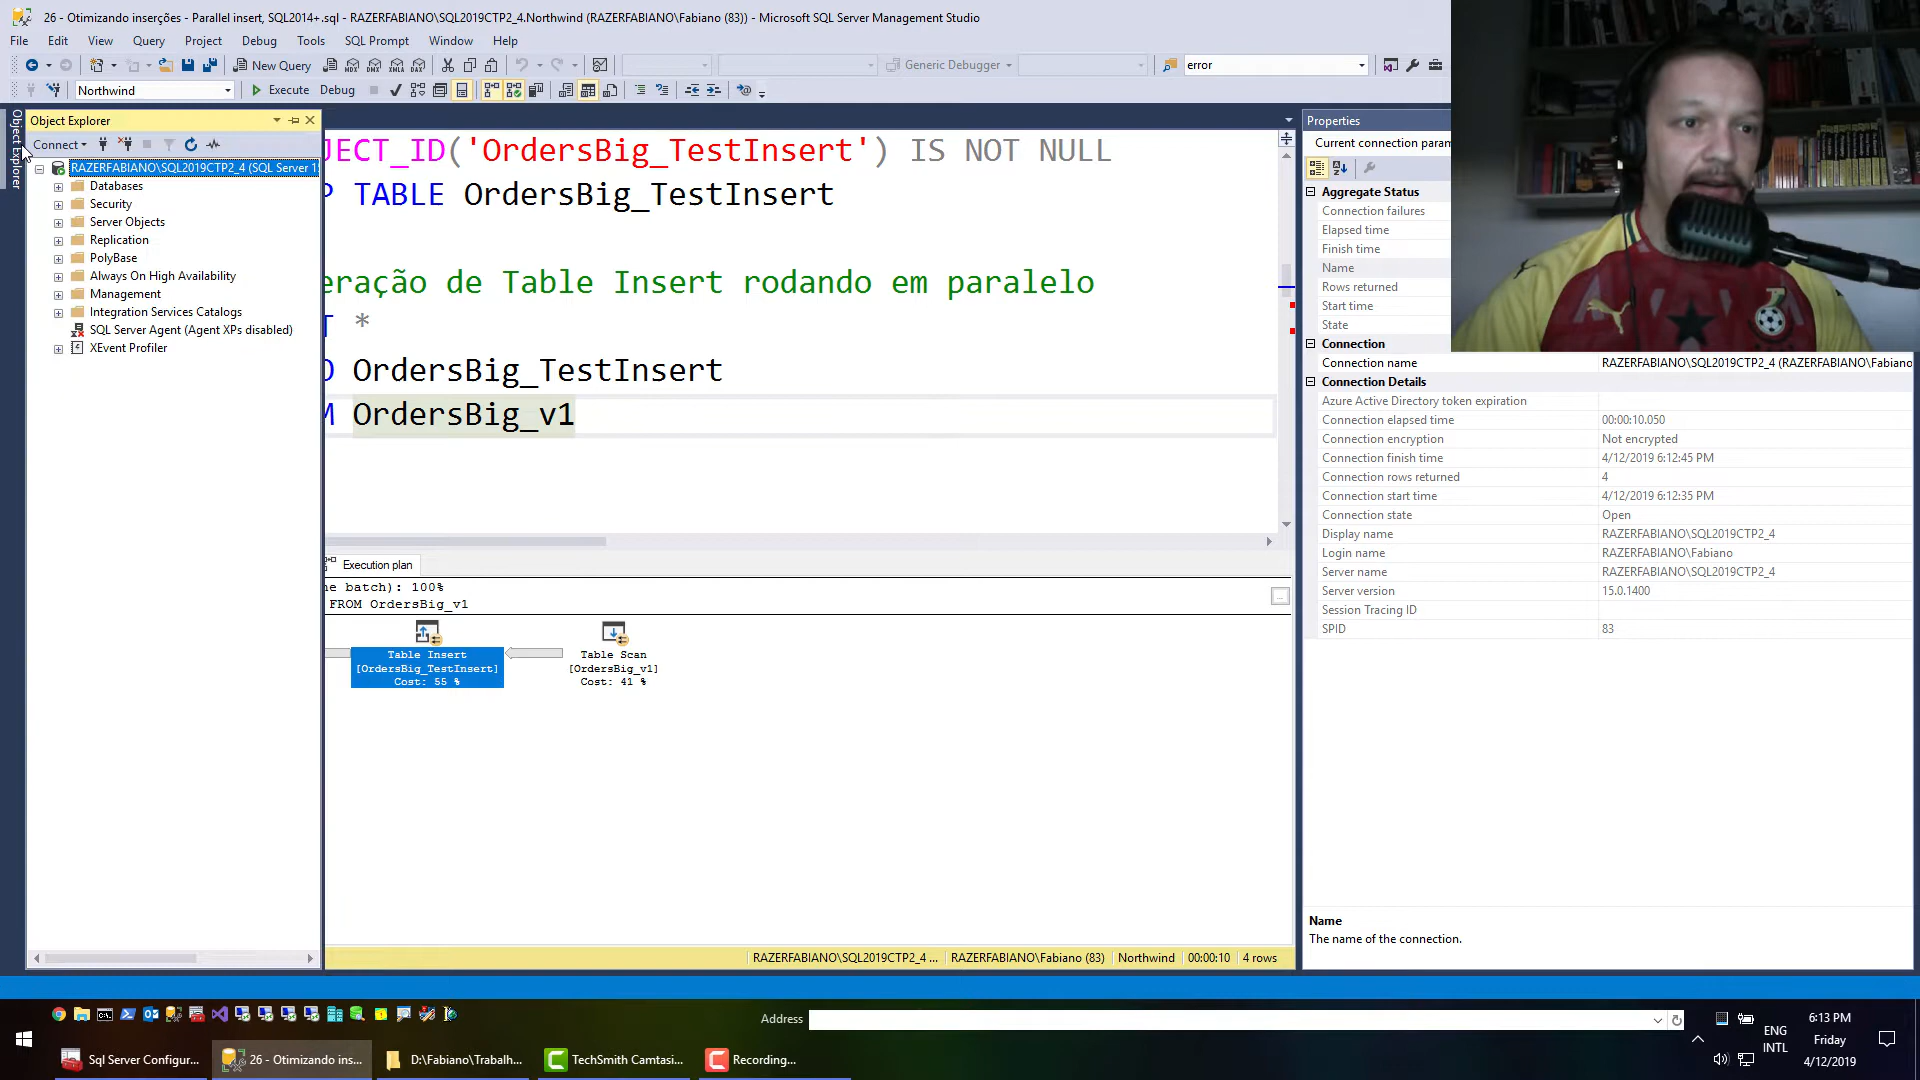 26 - Otimizando inserções - Parallel insert, SQL2014+.sql - RAZERFABIANO\SQL2019CTP2_4.Northwind (RAZERFABIANO\Fabiano (83)) - Microsoft SQL Server Management Studio
File Edit View Query Project Debug Tools SQL Prompt Window Help
New Query Generic Debugger error
Northwind Execute Debug
Object Explorer
Object Explorer
Connect
RAZERFABIANO\SQL2019CTP2_4 (SQL Server 1
Databases
Security
Server Objects
Replication
PolyBase
Always On High Availability
Management
Integration Services Catalogs
SQL Server Agent (Agent XPs disabled)
XEvent Profiler
JECT_ID('OrdersBig_TestInsert') IS NOT NULL
P TABLE OrdersBig_TestInsert
eração de Table Insert rodando em paralelo
T *
O OrdersBig_TestInsert
M OrdersBig_v1
Execution plan
ne batch): 100%
FROM OrdersBig_v1
Table Insert
[OrdersBig_TestInsert]
Cost: 55 %
Table Scan
[OrdersBig_v1]
Cost: 41 %
RAZERFABIANO\SQL2019CTP2_4 ... RAZERFABIANO\Fabiano (83) Northwind 00:00:10 4 rows
Properties
Current connection param
Aggregate Status
Connection failures
Elapsed time
Finish time
Name
Rows returned
Start time
State
Connection
Connection name RAZERFABIANO\SQL2019CTP2_4 (RAZERFABIANO\Fabiano
Connection Details
Azure Active Directory token expiration
Connection elapsed time 00:00:10.050
Connection encryption Not encrypted
Connection finish time 4/12/2019 6:12:45 PM
Connection rows returned 4
Connection start time 4/12/2019 6:12:35 PM
Connection state Open
Display name RAZERFABIANO\SQL2019CTP2_4
Login name RAZERFABIANO\Fabiano
Server name RAZERFABIANO\SQL2019CTP2_4
Server version 15.0.1400
Session Tracing ID
SPID 83
Name
The name of the connection.
Address
Sql Server Configur... 26 - Otimizando ins... D:\Fabiano\Trabalh... TechSmith Camtasi... Recording...
ENG
INTL
6:13 PM
Friday
4/12/2019